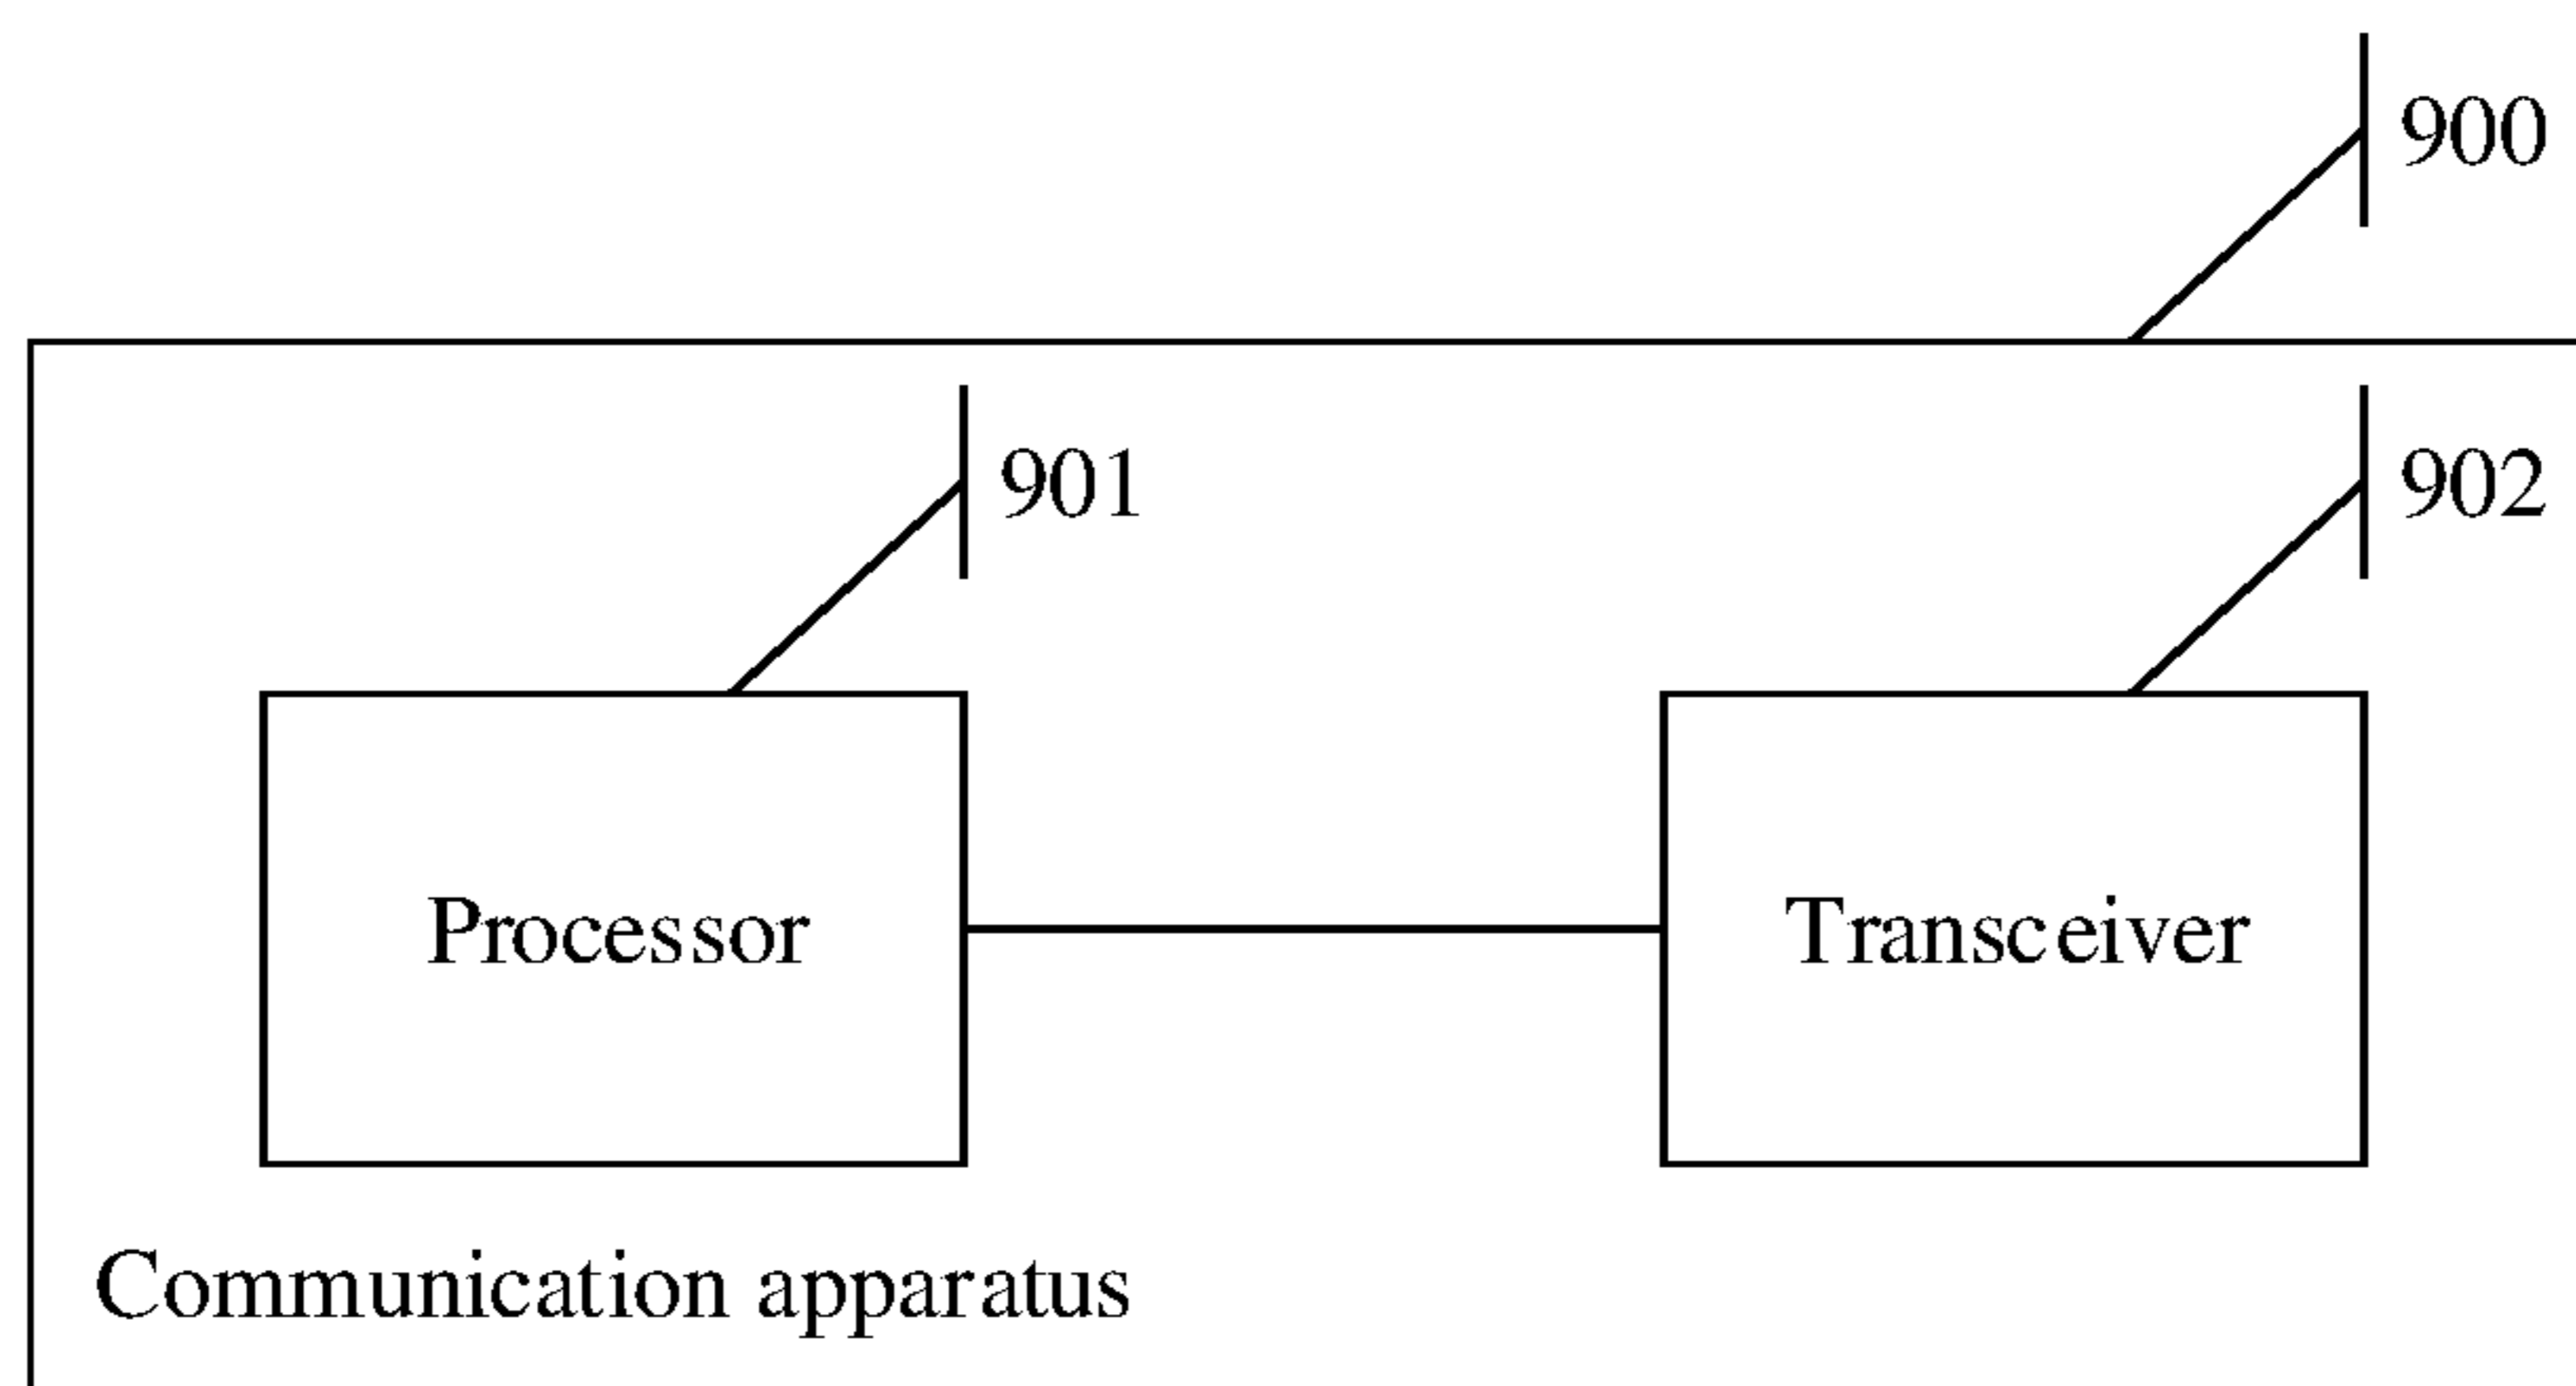 900
901
902
Processor
Transceiver
Communication apparatus